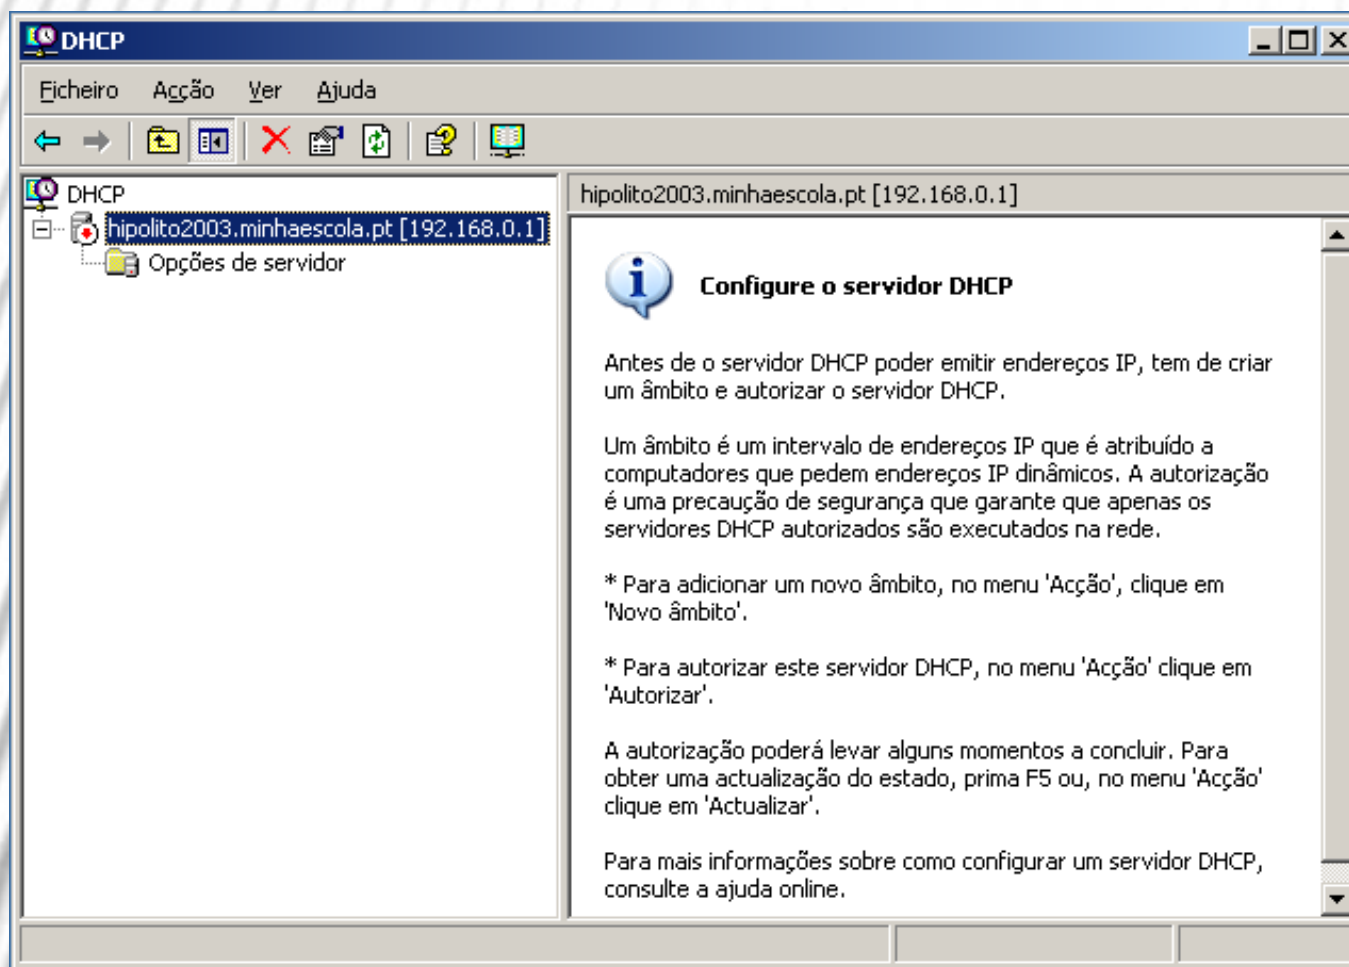 DHCP
Ficheiro Acção Ver Ajuda
DHCP
hipolito2003.minhaescola.pt [192.168.0.1]
Opções de servidor
hipolito2003.minhaescola.pt [192.168.0.1]
Configure o servidor DHCP
Antes de o servidor DHCP poder emitir endereços IP, tem de criar
um âmbito e autorizar o servidor DHCP.
Um âmbito é um intervalo de endereços IP que é atribuído a
computadores que pedem endereços IP dinâmicos. A autorização
é uma precaução de segurança que garante que apenas os
servidores DHCP autorizados são executados na rede.
* Para adicionar um novo âmbito, no menu 'Acção', clique em
'Novo âmbito'.
* Para autorizar este servidor DHCP, no menu 'Acção' clique em
'Autorizar'.
A autorização poderá levar alguns momentos a concluir. Para
obter uma actualização do estado, prima F5 ou, no menu 'Acção'
clique em 'Actualizar'.
Para mais informações sobre como configurar um servidor DHCP,
consulte a ajuda online.